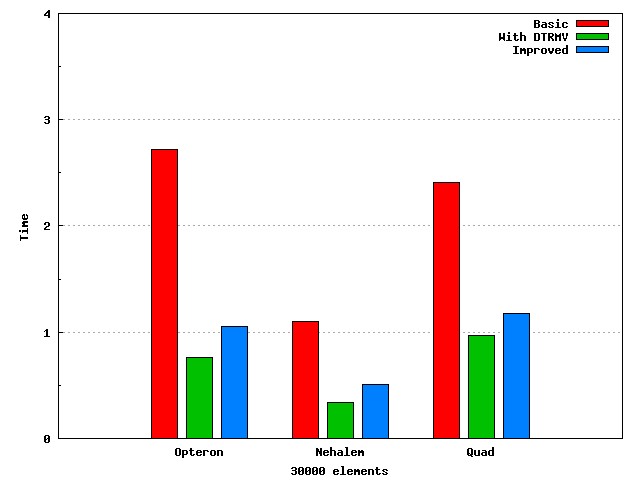 4
3
2
1
0
Time
Basic
With DTRMV
Improved
Opteron
Nehalem
Quad
30000 elements